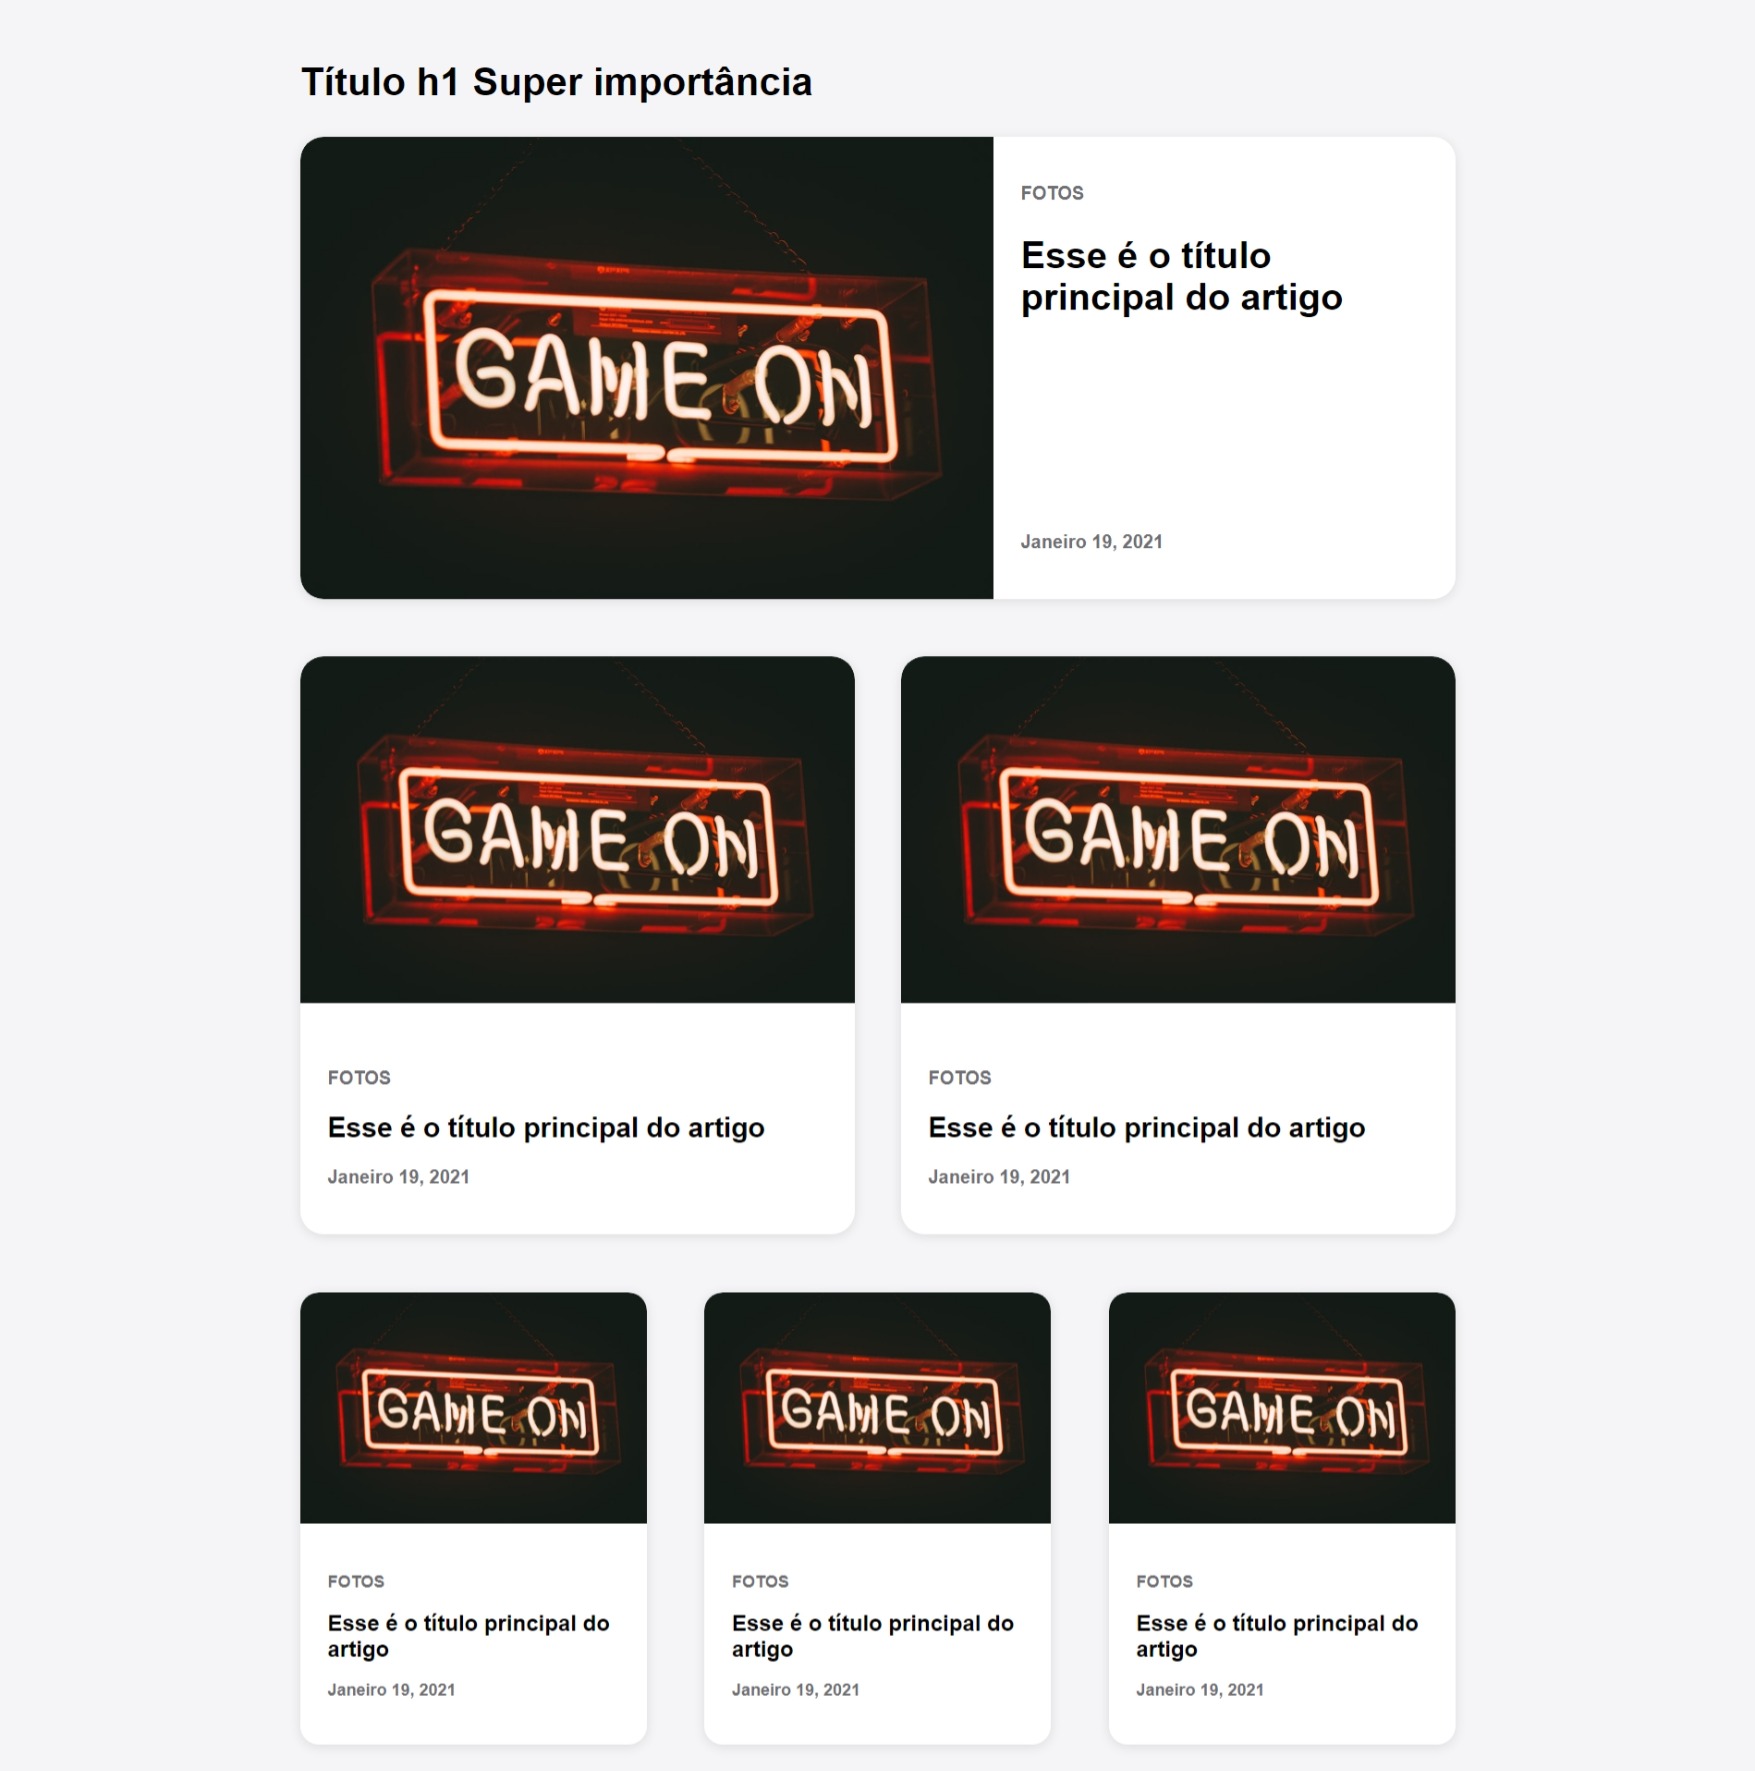 Título h1 Super importância
GAME ON
FOTOS
Esse é o título
principal do artigo
Janeiro 19, 2021
GAME ON
FOTOS
Esse é o título principal do artigo
Janeiro 19, 2021
GAME ON
FOTOS
Esse é o título principal do artigo
Janeiro 19, 2021
GAME ON
FOTOS
Esse é o título principal do
artigo
Janeiro 19, 2021
GAME ON
FOTOS
Esse é o título principal do
artigo
Janeiro 19, 2021
GAME ON
FOTOS
Esse é o título principal do
artigo
Janeiro 19, 2021